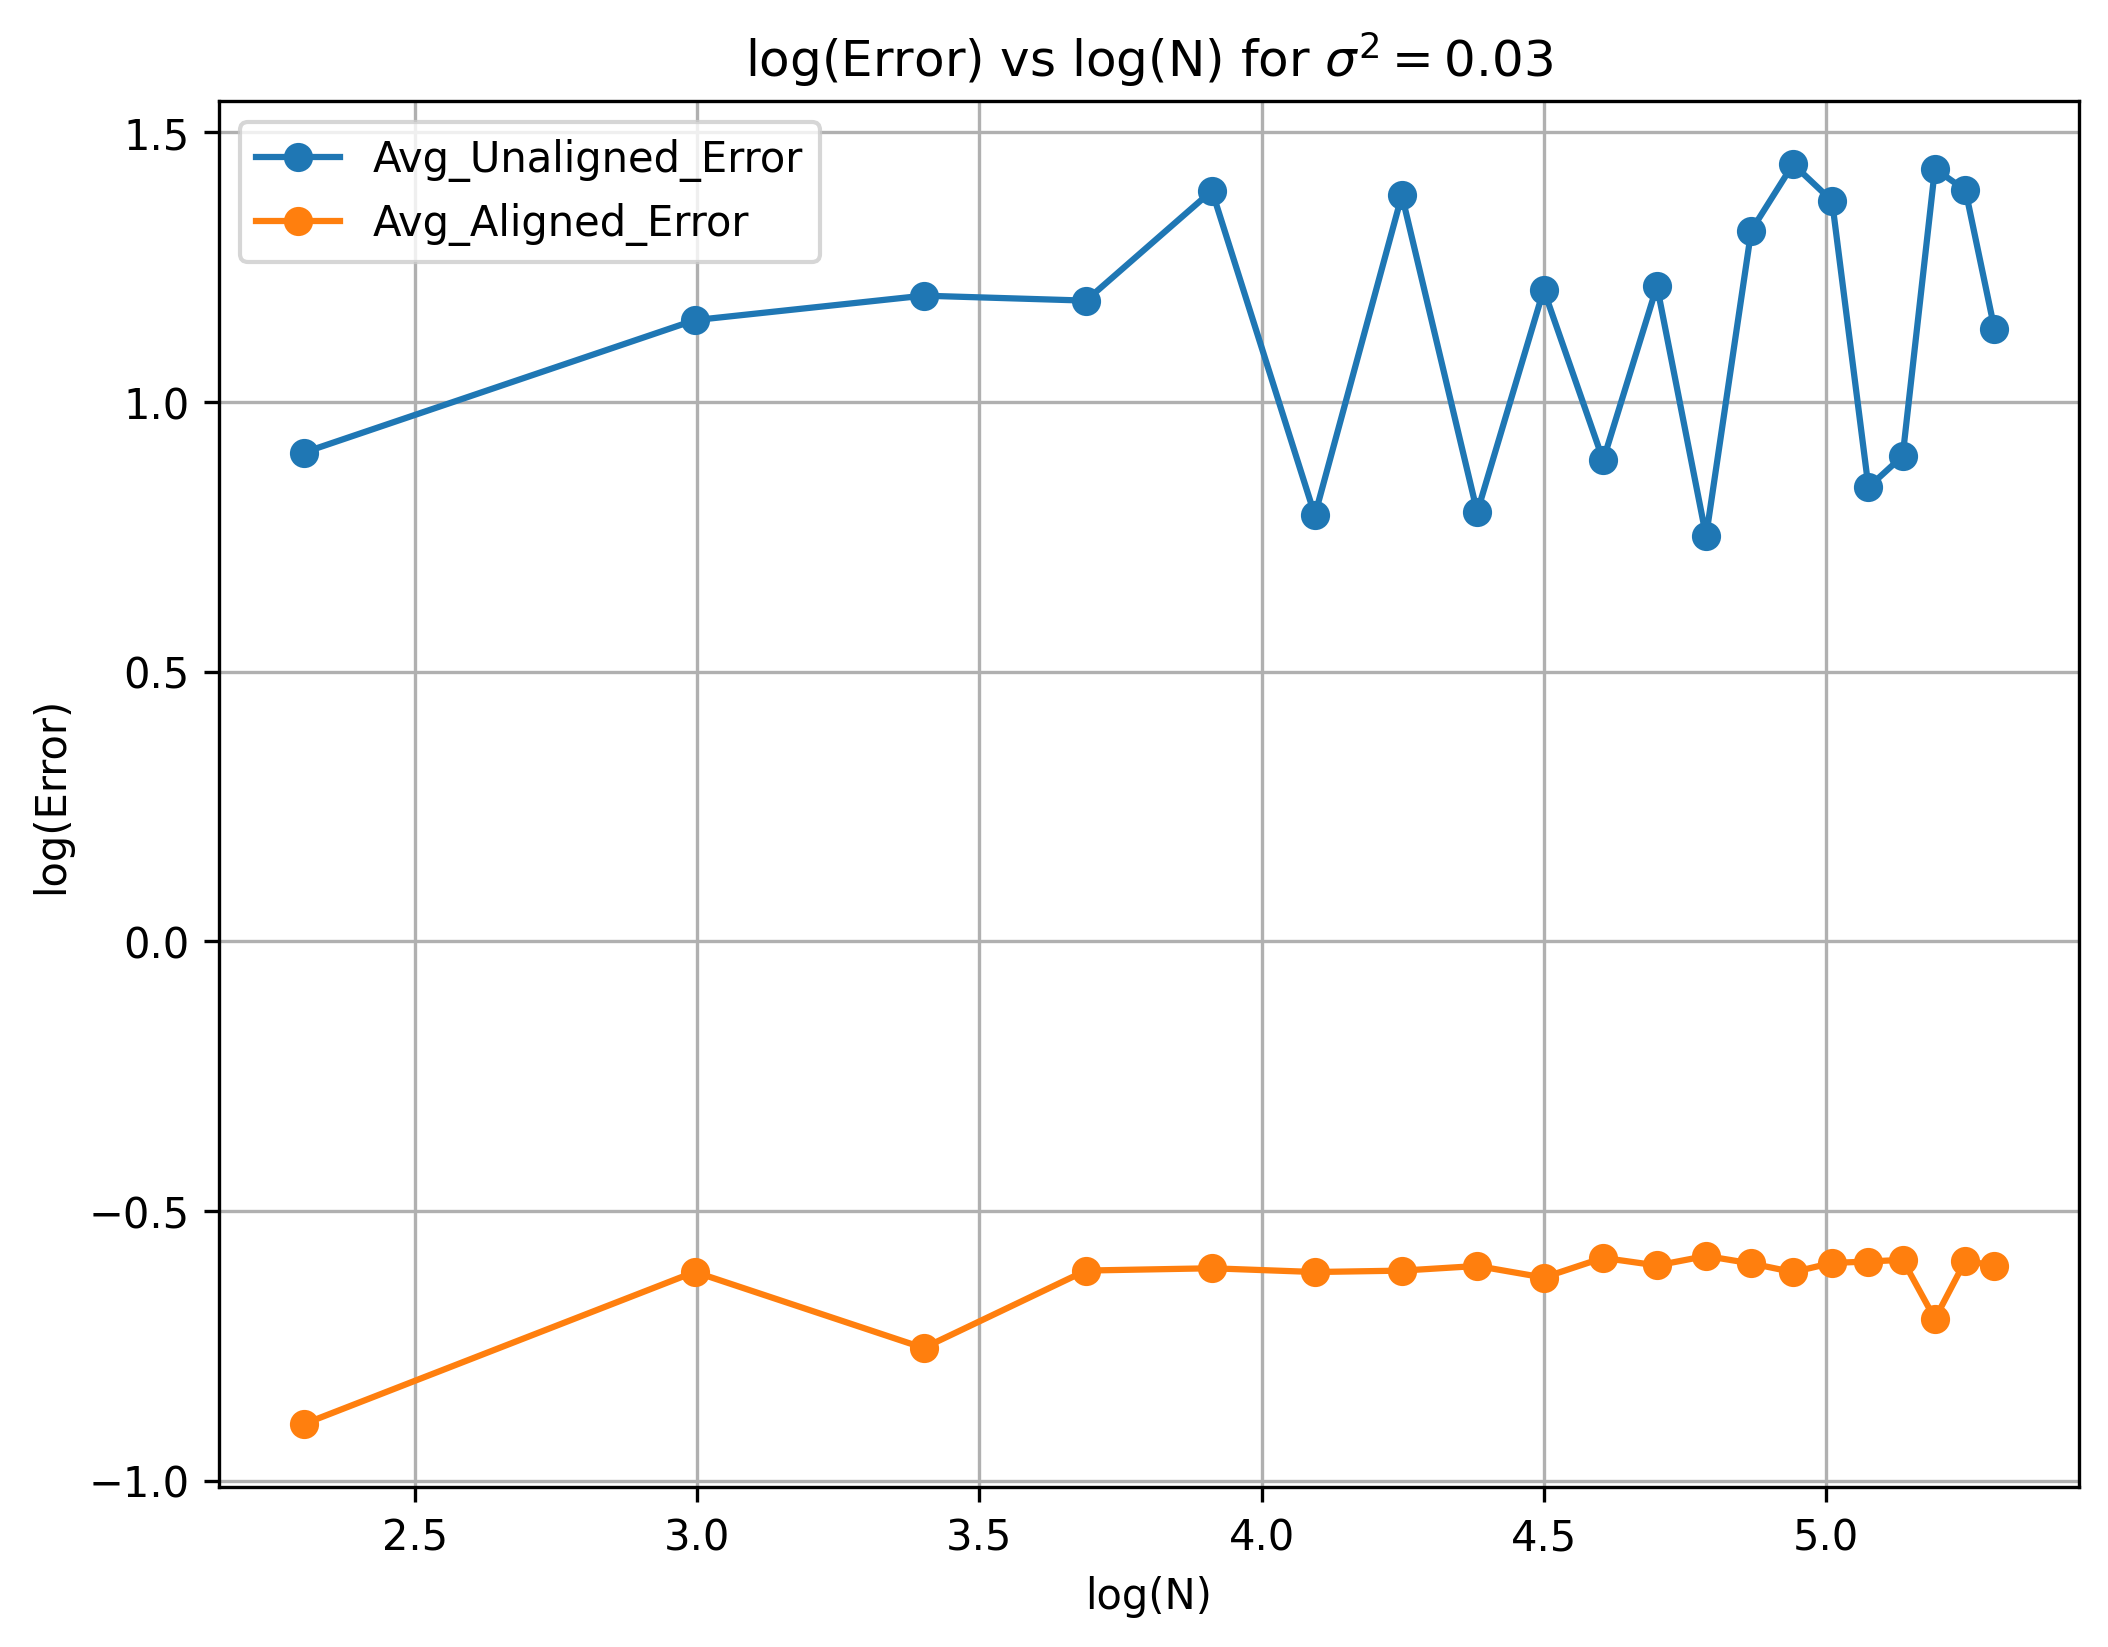 log(Error) vs log(N) for σ² = 0.03
Avg_Unaligned_Error
Avg_Aligned_Error
log(Error)
1.5
1.0
0.5
0.0
−0.5
−1.0
2.5 3.0 3.5 4.0 4.5 5.0
log(N)